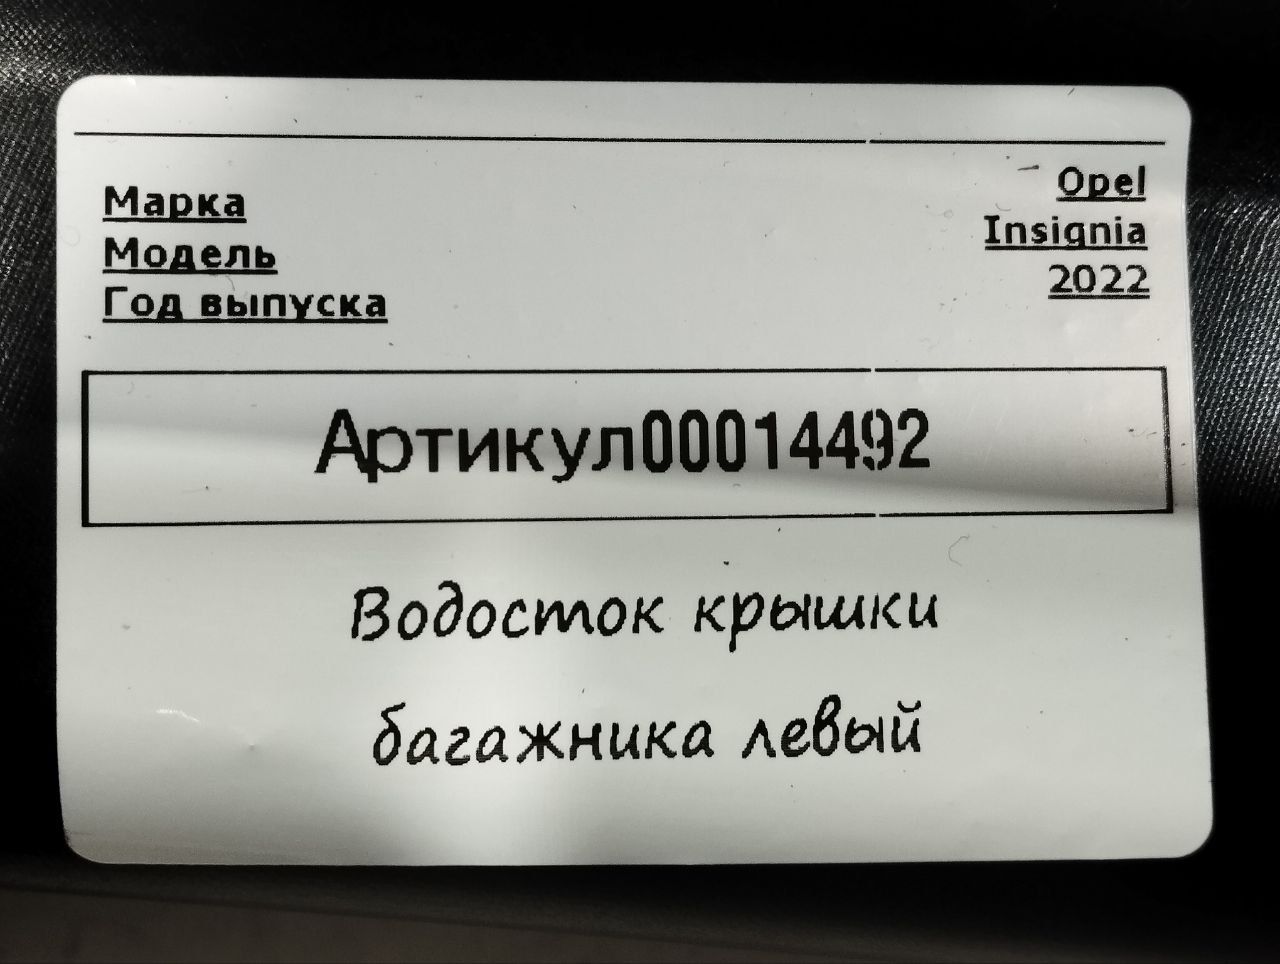 Марка Opel
Модель Insignia
Год выпуска 2022
Артикул00014492
Водосток крышки
багажника левый